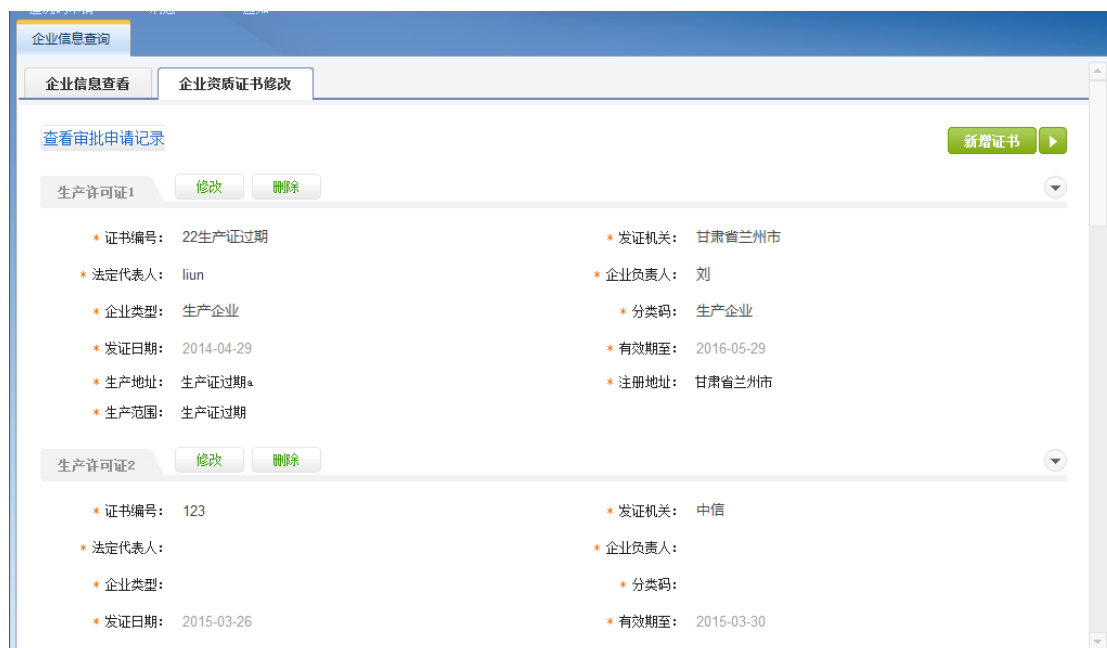 企业信息查询
企业信息查看 企业资质证书修改
查看审批申请记录 新增证书
生产许可证1 修改 删除
* 证书编号： 22生产证过期 * 发证机关： 甘肃省兰州市
* 法定代表人： liun * 企业负责人： 刘
* 企业类型： 生产企业 * 分类码： 生产企业
* 发证日期： 2014-04-29 * 有效期至： 2016-05-29
* 生产地址： 生产证过期a * 注册地址： 甘肃省兰州市
* 生产范围： 生产证过期
生产许可证2 修改 删除
* 证书编号： 123 * 发证机关： 中信
* 法定代表人： * 企业负责人：
* 企业类型： * 分类码：
* 发证日期： 2015-03-26 * 有效期至： 2015-03-30